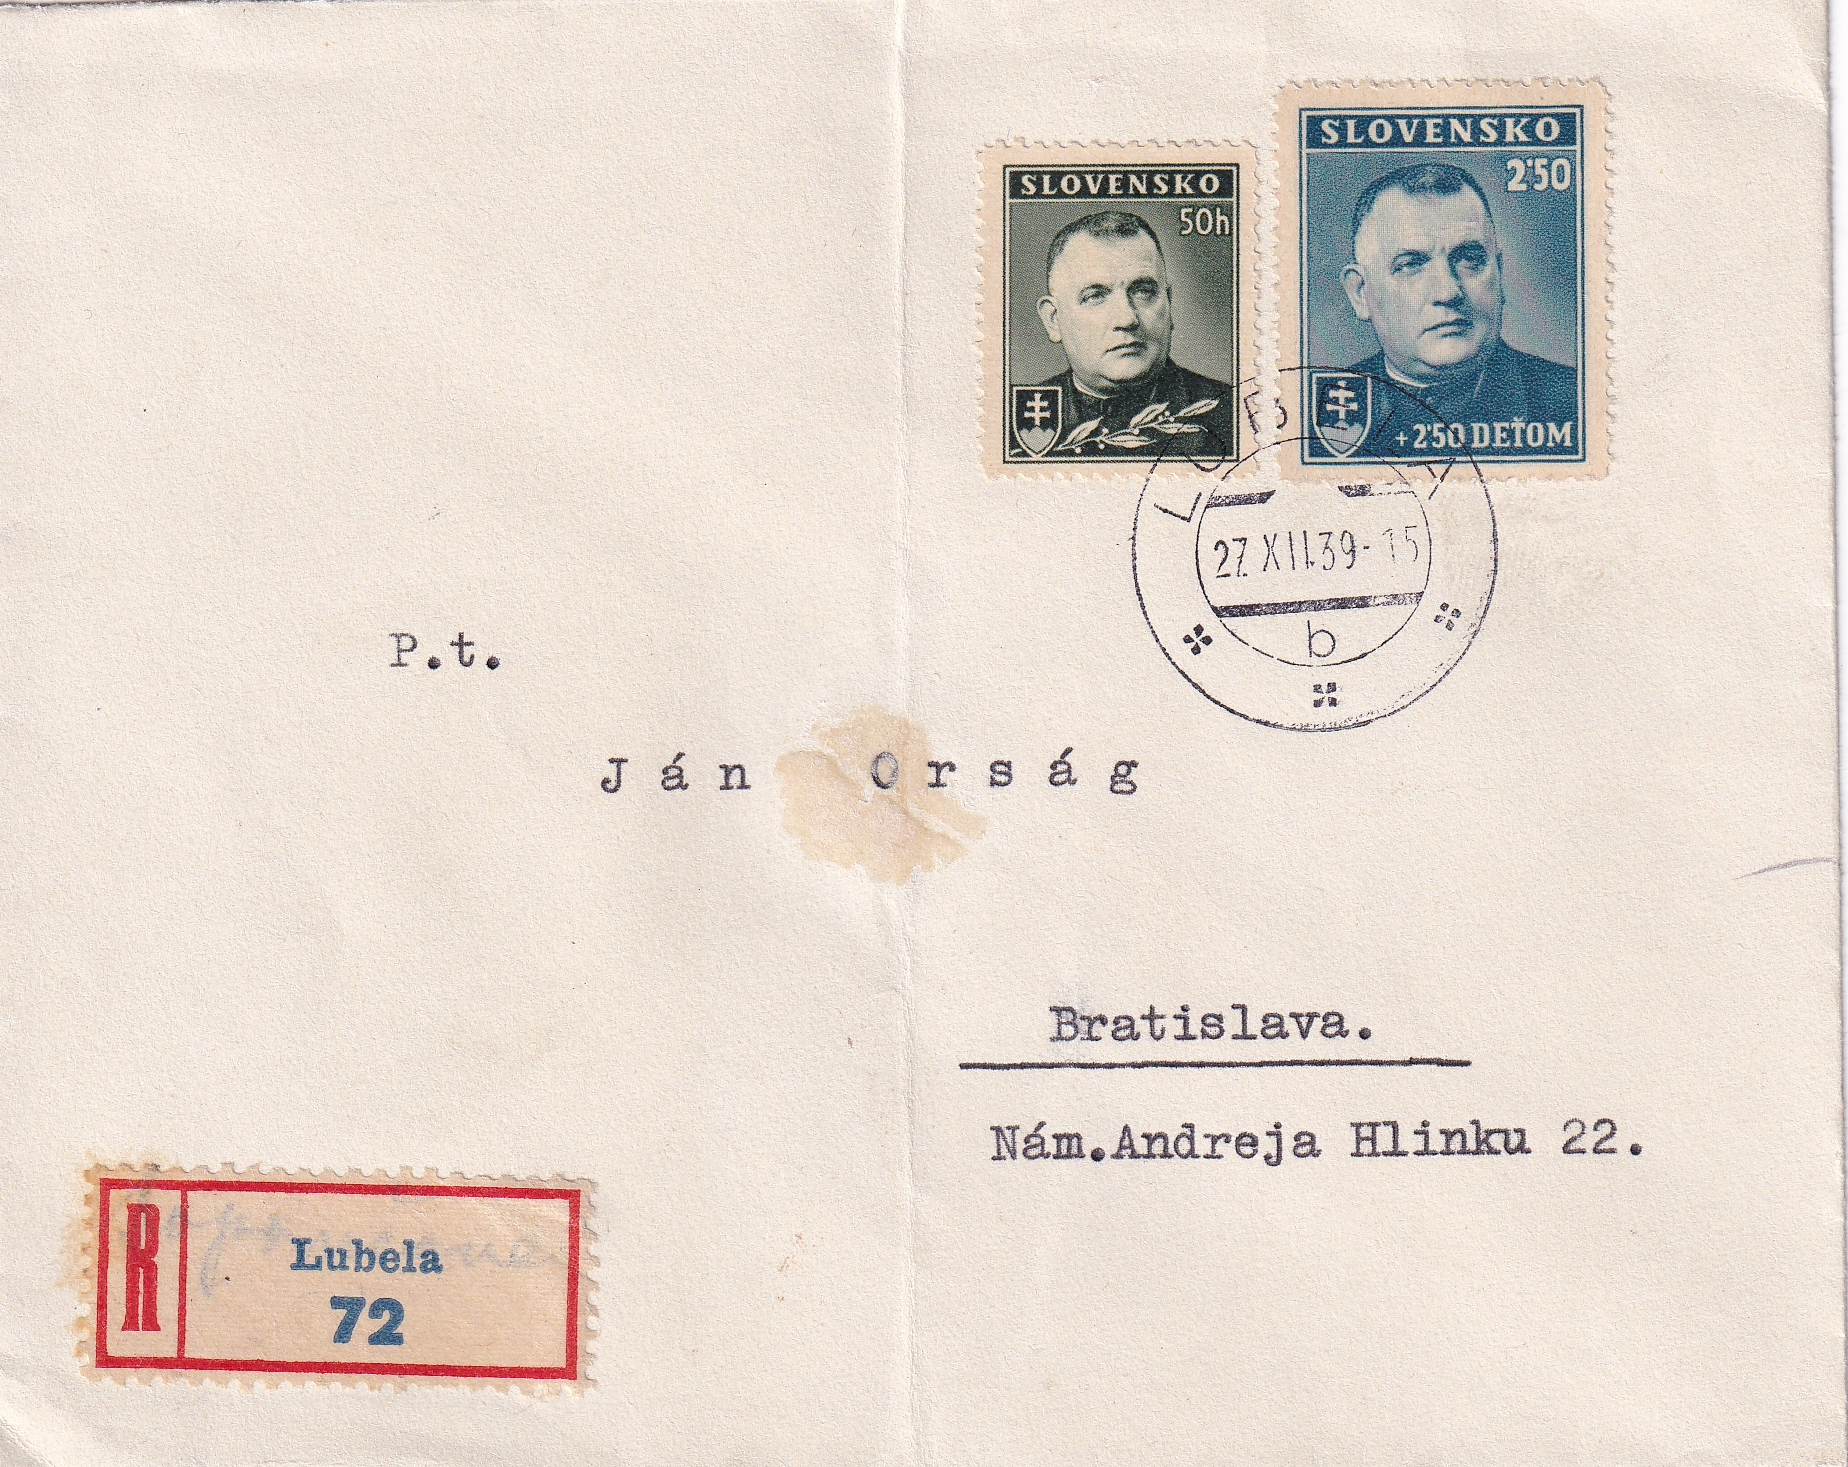 SLOVENSKO
50h
SLOVENSKO
2'50
+2'50 DEŤOM
LUBELA
27.XII.39-15
b
P.t.
Ján Orság
Bratislava.
Nám.Andreja Hlinku 22.
R
Lubela
72